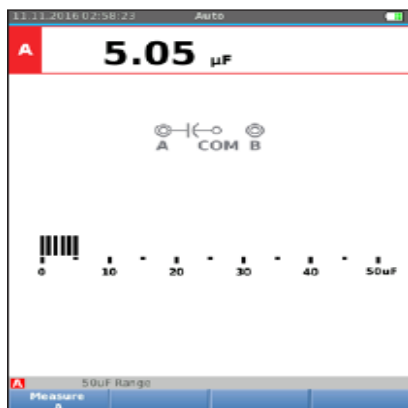 11.11.2016 02:58:23 Auto
A 5.05 µF
A COM B
0 10 20 30 40 50uF
A 50uF Range
Measure
A